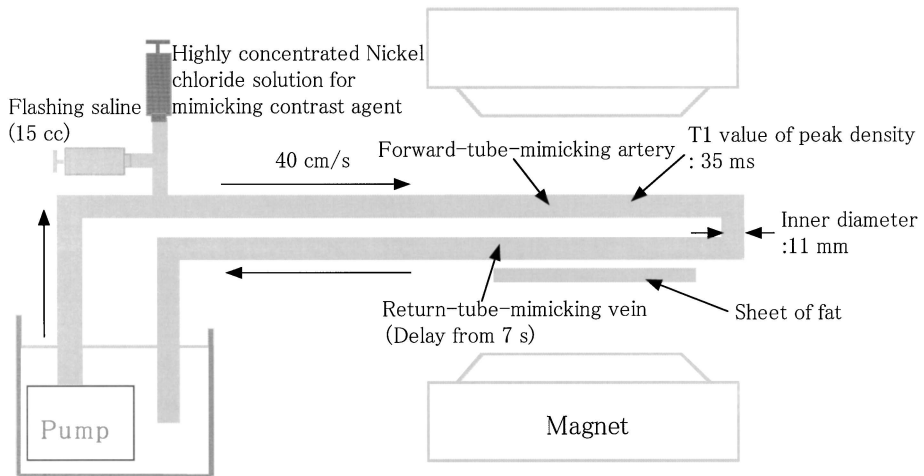 Highly concentrated Nickel
chloride solution for
mimicking contrast agent
Flashing saline
(15 cc)
40 cm/s
Forward-tube-mimicking artery
T1 value of peak density
: 35 ms
Inner diameter
:11 mm
Return-tube-mimicking vein
(Delay from 7 s)
Sheet of fat
Pump
Magnet